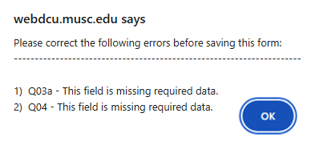 webdcu.musc.edu says
Please correct the following errors before saving this form:
------------------------------------------------------------------------
1) Q03a - This field is missing required data.
2) Q04 - This field is missing required data.
OK